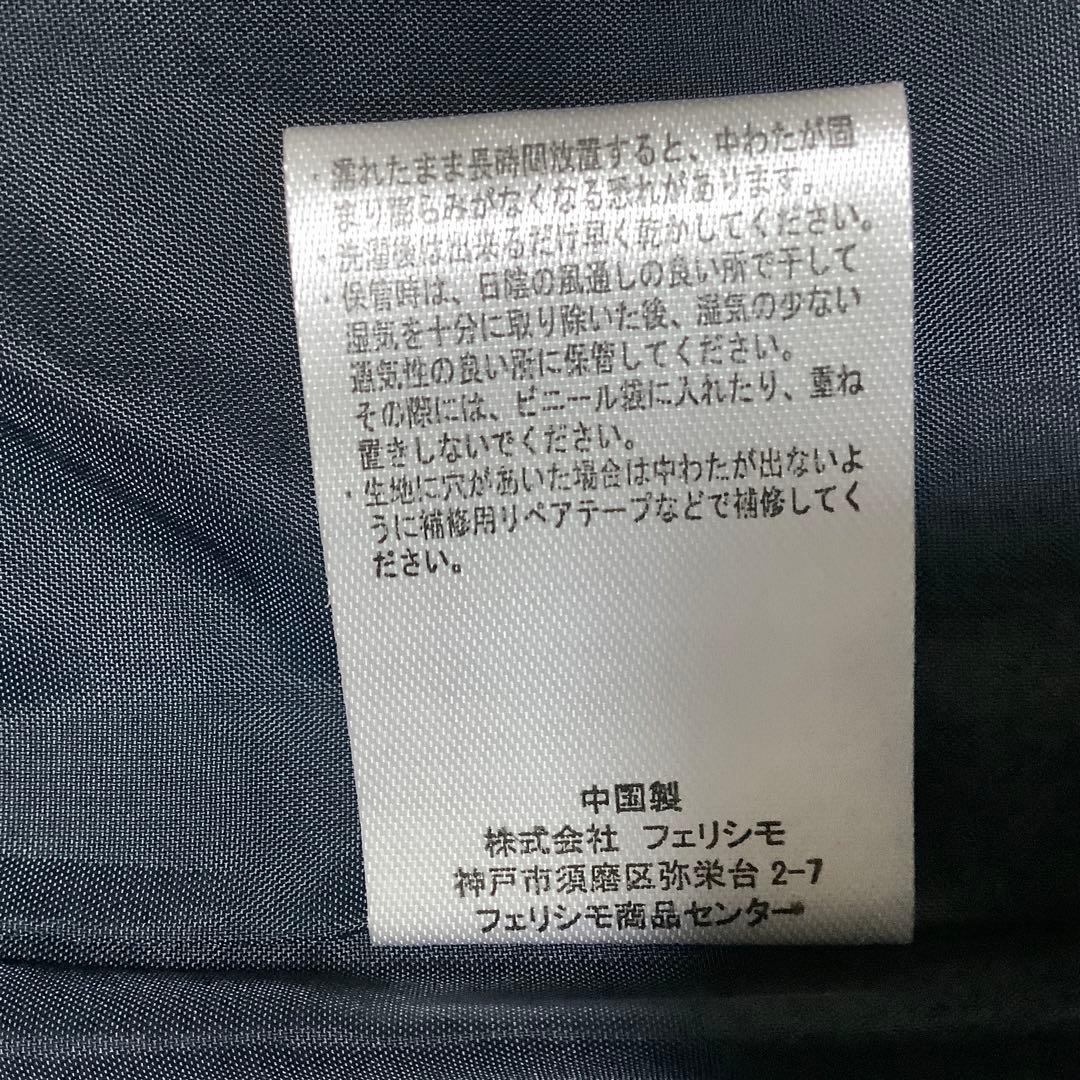 ・濡れたまま長時間放置すると、中わたが固
まり膨らみがなくなる恐れがあります。
・洗濯後は出来るだけ早く乾かしてください。
・保管時は、日陰の風通しの良い所で干して
湿気を十分に取り除いた後、湿気の少ない
通気性の良い所に保管してください。
その際には、ビニール袋に入れたり、重ね
置きしないでください。
・生地に穴があいた場合は中わたが出ないよ
うに補修用リペアテープなどで補修してく
ださい。
中国製
株式会社 フェリシモ
神戸市須磨区弥栄台 2-7
フェリシモ商品センター